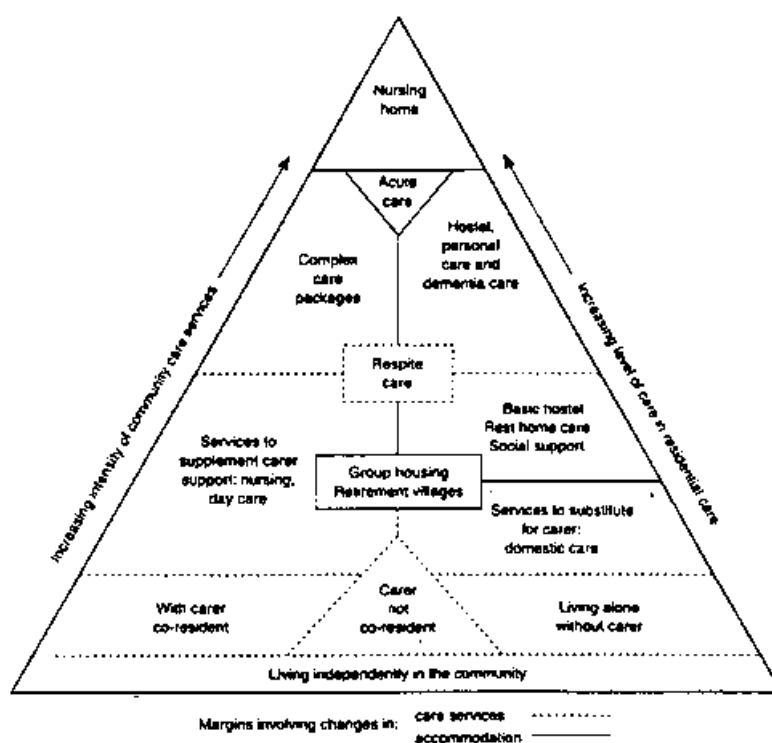 Nursing
home
Acute
care
Complex
care
packages
Hostel,
personal
care and
dementia care
Increasing intensity of community care services
Increasing level of care in residential care
Respite
care
Services to
supplement carer
support: nursing,
day care
Basic hostel
Rest home care
Social support
Group housing
Retirement villages
Services to substitute
for carer:
domestic care
With carer
co-resident
Carer
not
co-resident
Living alone
without carer
Living independently in the community
Margins involving changes in: care services
accommodation